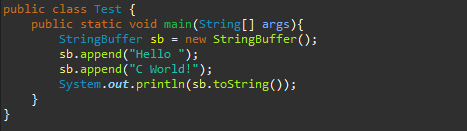 public class Test {
    public static void main(String[] args){
        StringBuffer sb = new StringBuffer();
        sb.append("Hello ");
        sb.append("C World!");
        System.out.println(sb.toString());
    }
}